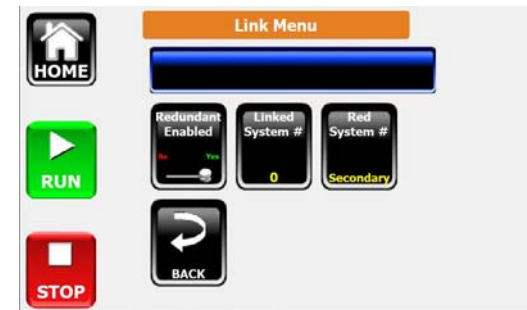 Link Menu
HOME
Redundant
Enabled
No Yes
Linked
System #
0
Red
System #
Secondary
RUN
BACK
STOP